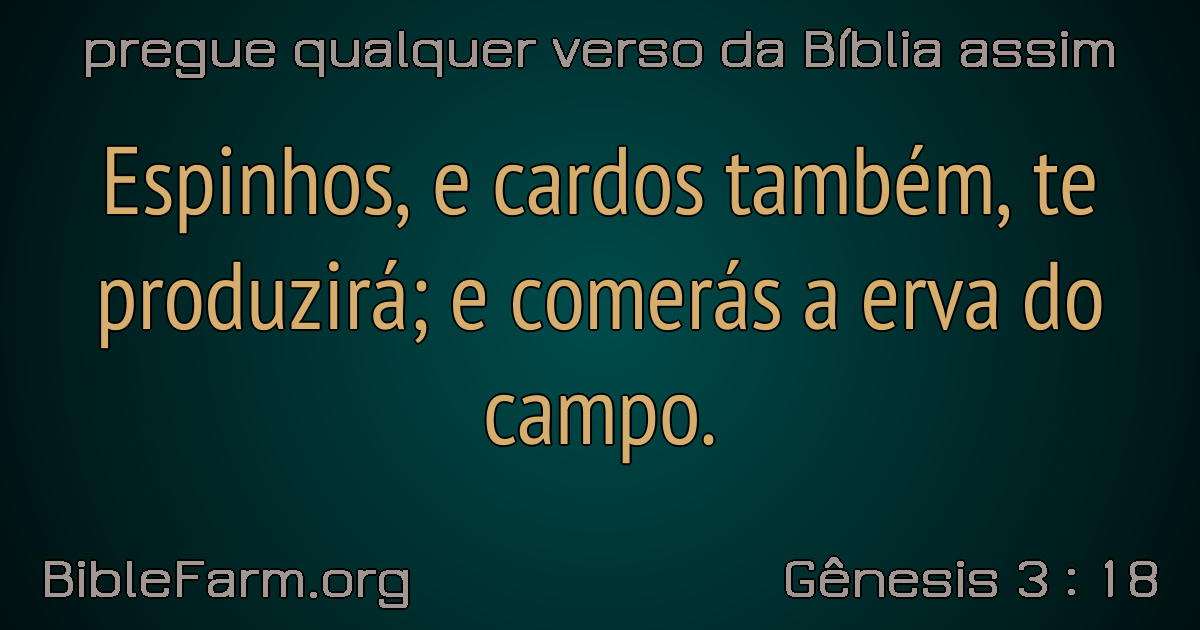 pregue qualquer verso da Bíblia assim
Espinhos, e cardos também, te
produzirá; e comerás a erva do
campo.
BibleFarm.org
Gênesis 3 : 18